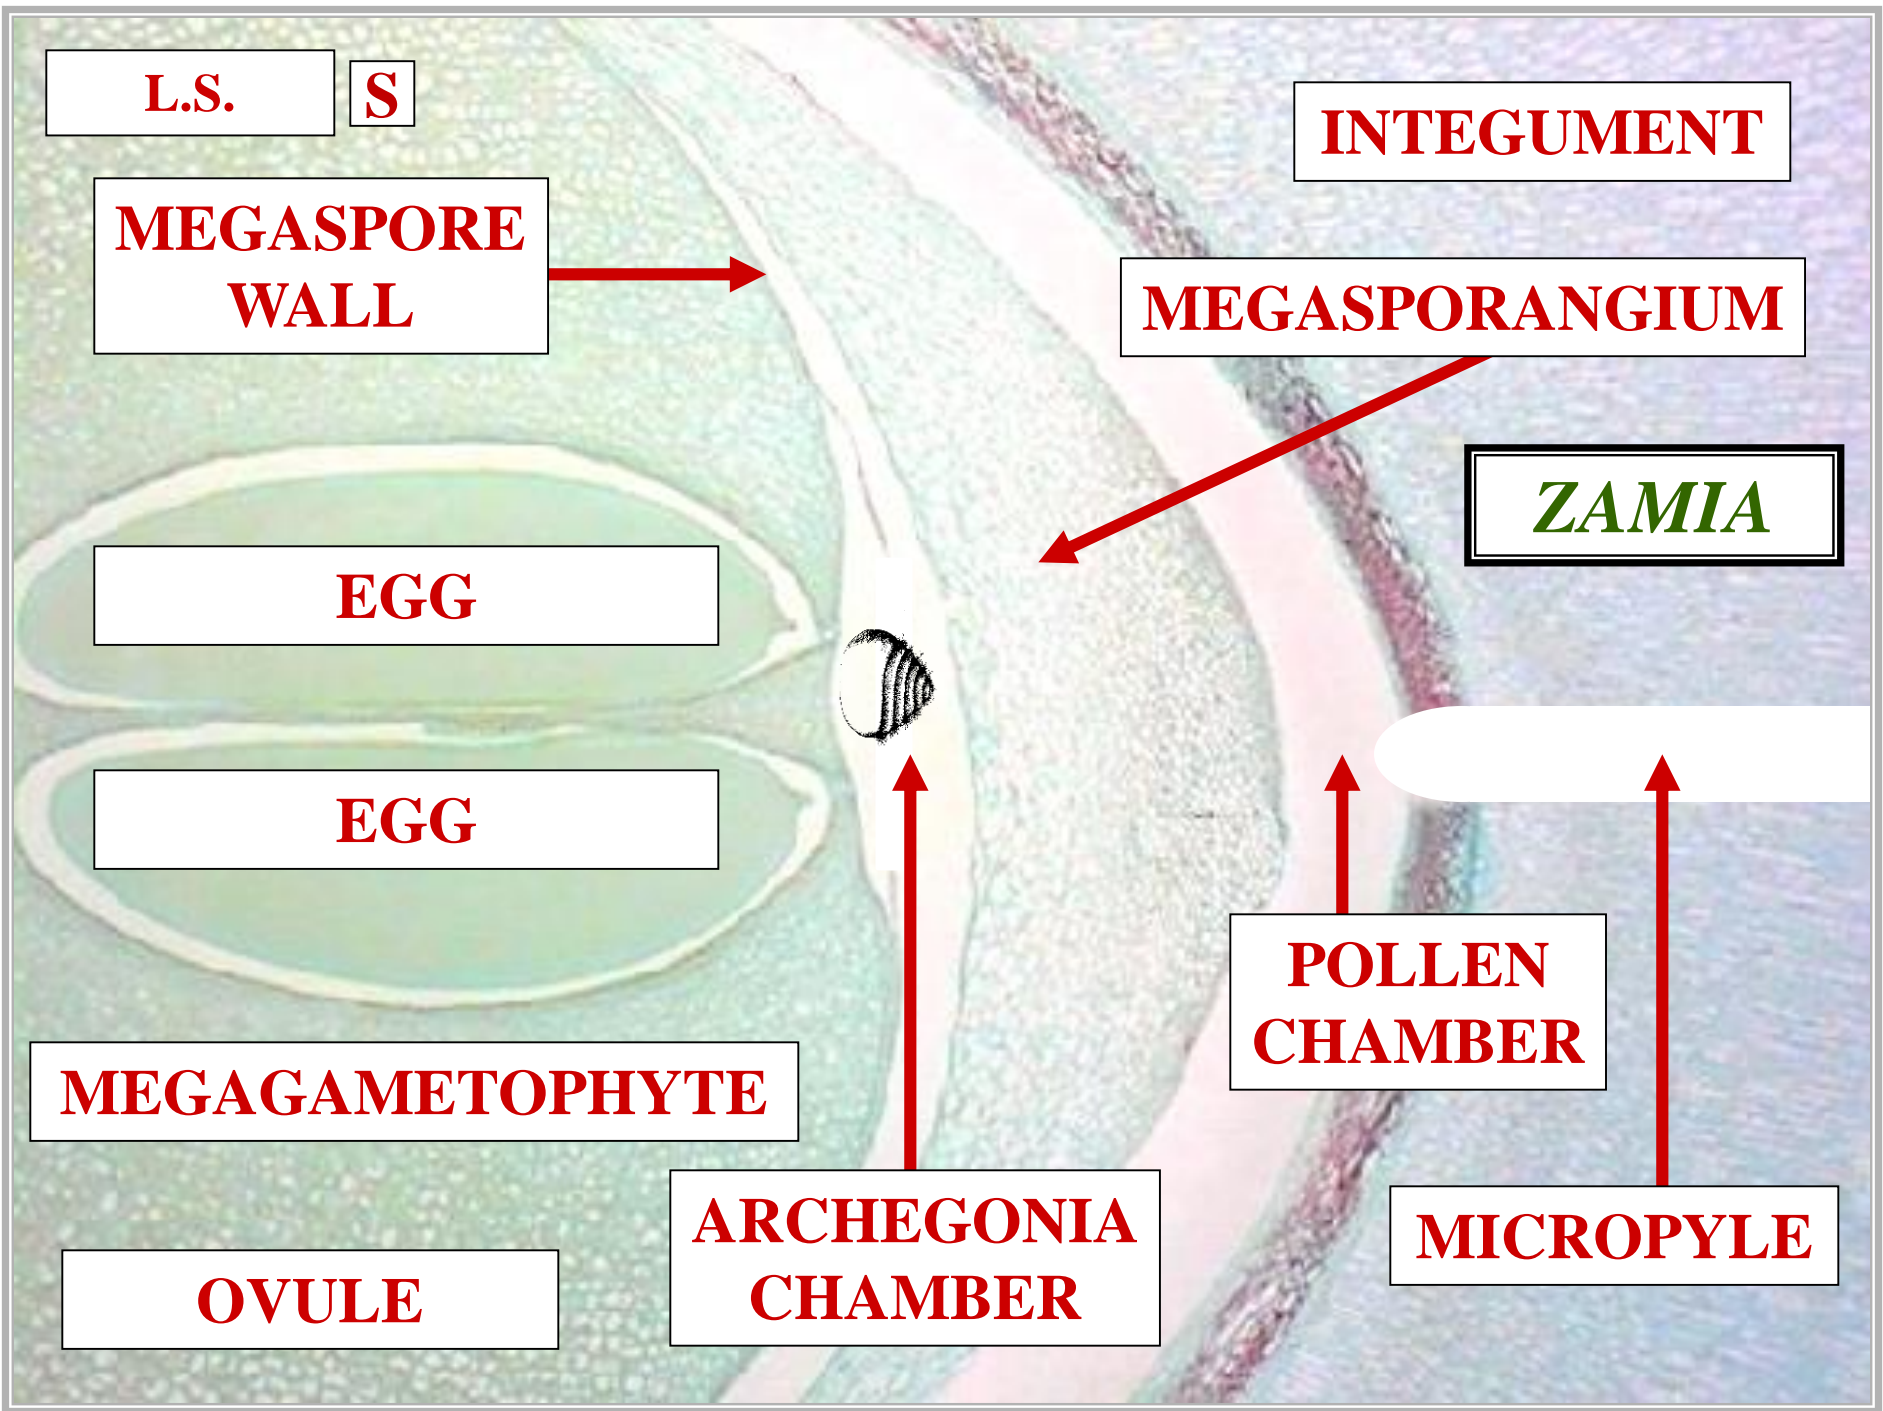 L.S.
S
INTEGUMENT
MEGASPORE
WALL
MEGASPORANGIUM
ZAMIA
EGG
EGG
POLLEN
CHAMBER
MEGAGAMETOPHYTE
ARCHEGONIA
CHAMBER
MICROPYLE
OVULE